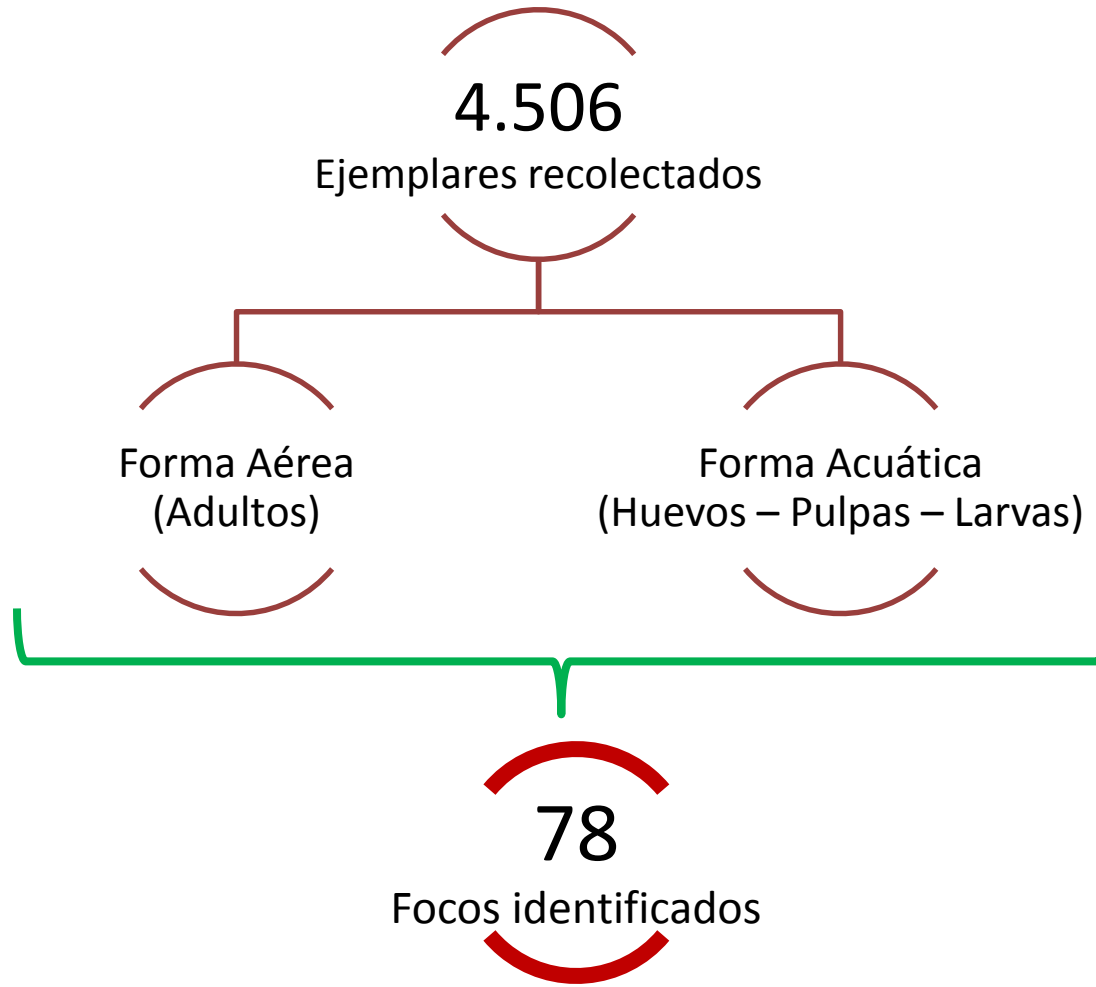 4.506
Ejemplares recolectados
Forma Aérea
(Adultos)
Forma Acuática
(Huevos – Pulpas – Larvas)
78
Focos identificados